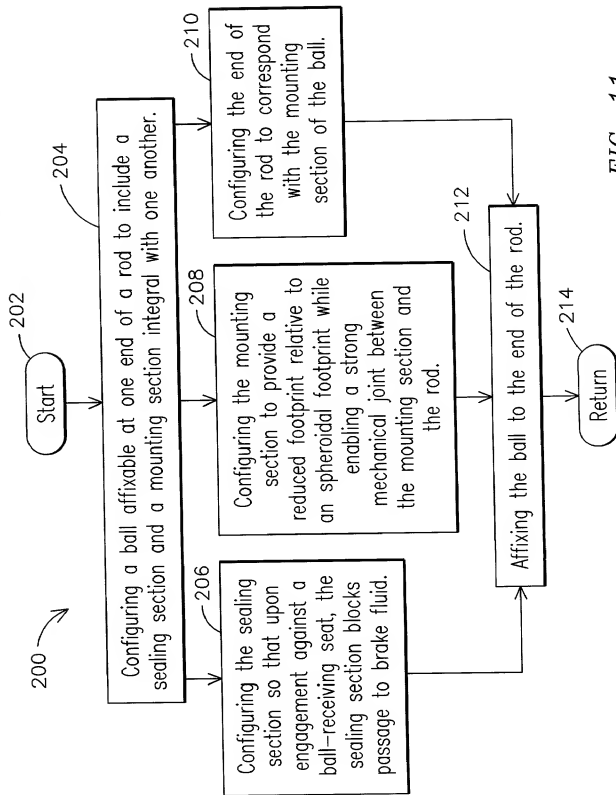 200
202
Start
204
Configuring a ball affixable at one end of a rod to include a
sealing section and a mounting section integral with one another.
206
Configuring the sealing
section so that upon
engagement against a
ball-receiving seat, the
sealing section blocks
passage to brake fluid.
208
Configuring the mounting
section to provide a
reduced footprint relative to
an spheroidal footprint while
enabling a strong
mechanical joint between
the mounting section and
the rod.
210
Configuring the end of
the rod to correspond
with the mounting
section of the ball.
212
Affixing the ball to the end of the rod.
214
Return
FIG. 11